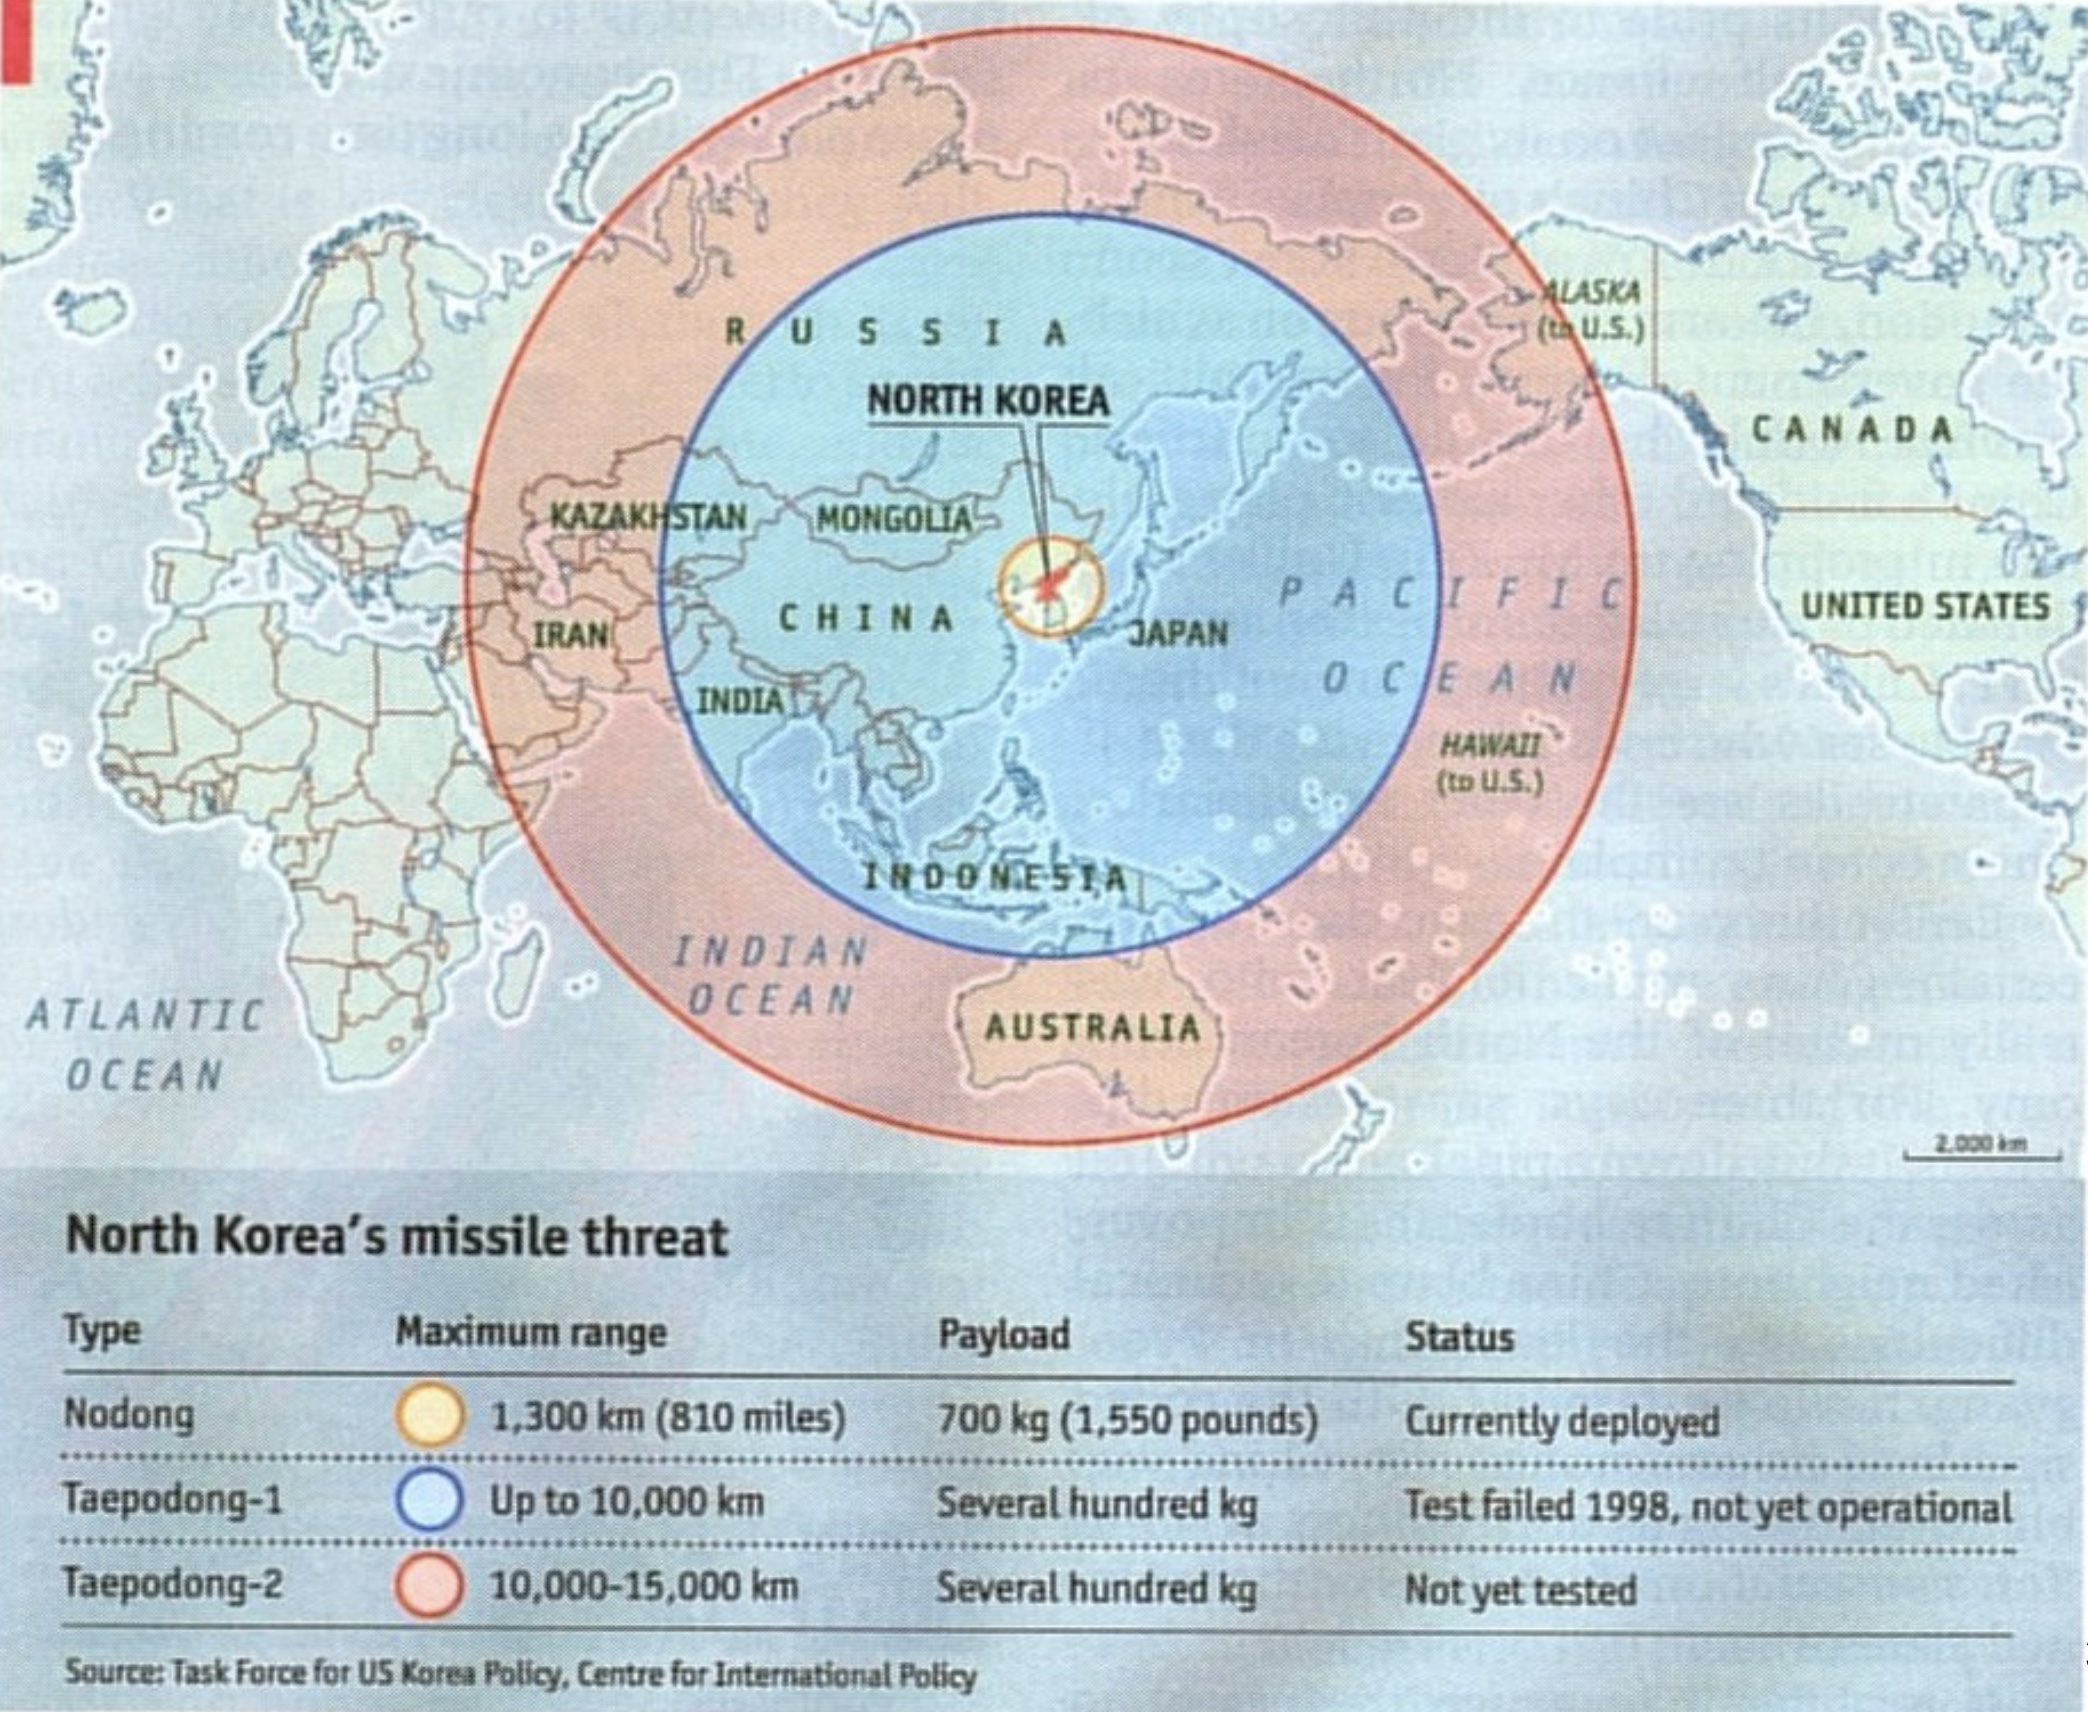 ALASKA
(to U.S.)
RUSSIA
NORTH KOREA
CANADA
KAZAKHSTAN
MONGOLIA
PACIFIC
OCEAN
UNITED STATES
CHINA
IRAN
JAPAN
INDIA
HAWAII
(to U.S.)
INDONESIA
INDIAN
OCEAN
ATLANTIC
OCEAN
AUSTRALIA
2,000 km
North Korea's missile threat
Type Maximum range Payload Status
Nodong 1,300 km (810 miles) 700 kg (1,550 pounds) Currently deployed
Taepodong-1 Up to 10,000 km Several hundred kg Test failed 1998, not yet operational
Taepodong-2 10,000-15,000 km Several hundred kg Not yet tested
Source: Task Force for US Korea Policy, Centre for International Policy